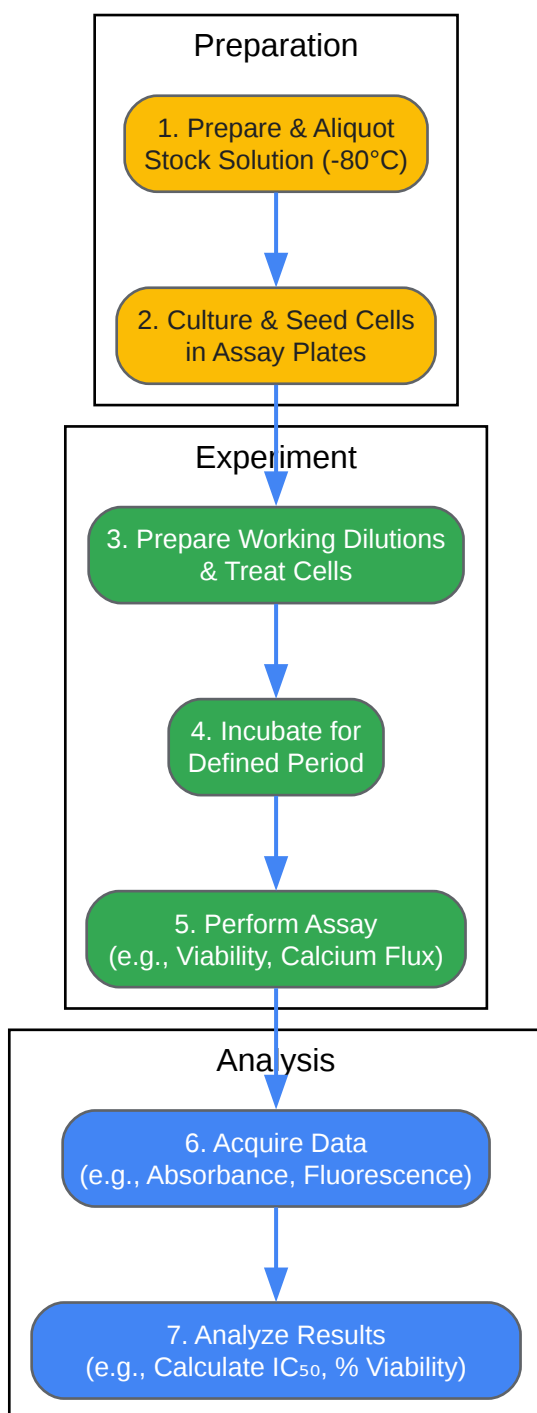 Preparation
1. Prepare & Aliquot
Stock Solution (-80°C)
2. Culture & Seed Cells
in Assay Plates
Experiment
3. Prepare Working Dilutions
& Treat Cells
4. Incubate for
Defined Period
5. Perform Assay
(e.g., Viability, Calcium Flux)
Analysis
6. Acquire Data
(e.g., Absorbance, Fluorescence)
7. Analyze Results
(e.g., Calculate IC₅₀, % Viability)